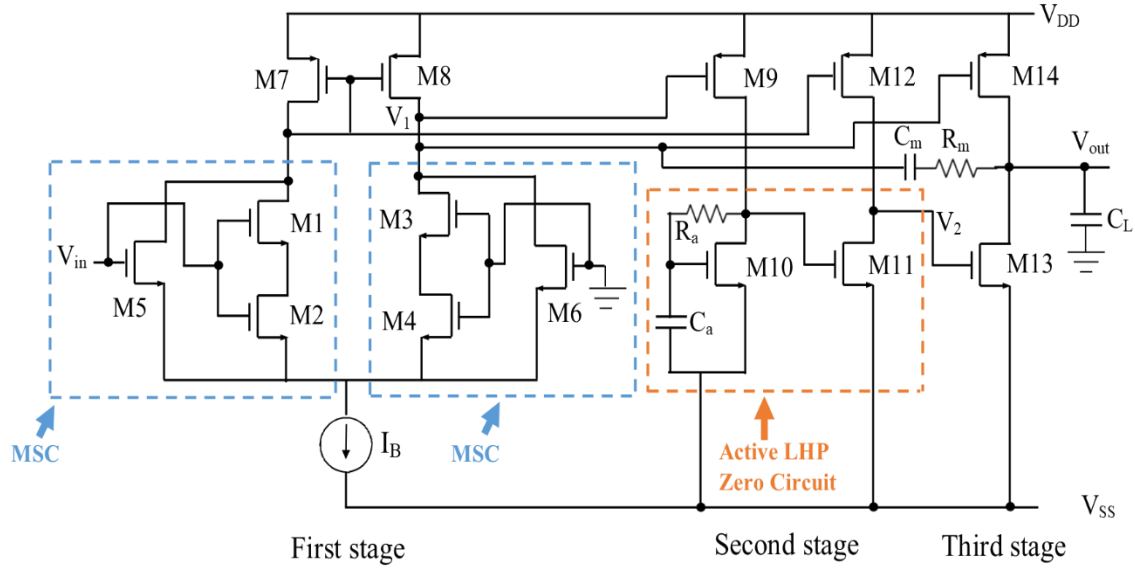 V_DD
M7
M8
M9
M12
M14
V_1
C_m
R_m
V_out
M1
M3
R_a
V_2
C_L
V_in
M10
M11
M13
M5
M2
M4
M6
C_a
MSC
I_B
MSC
Active LHP
Zero Circuit
V_SS
First stage
Second stage
Third stage